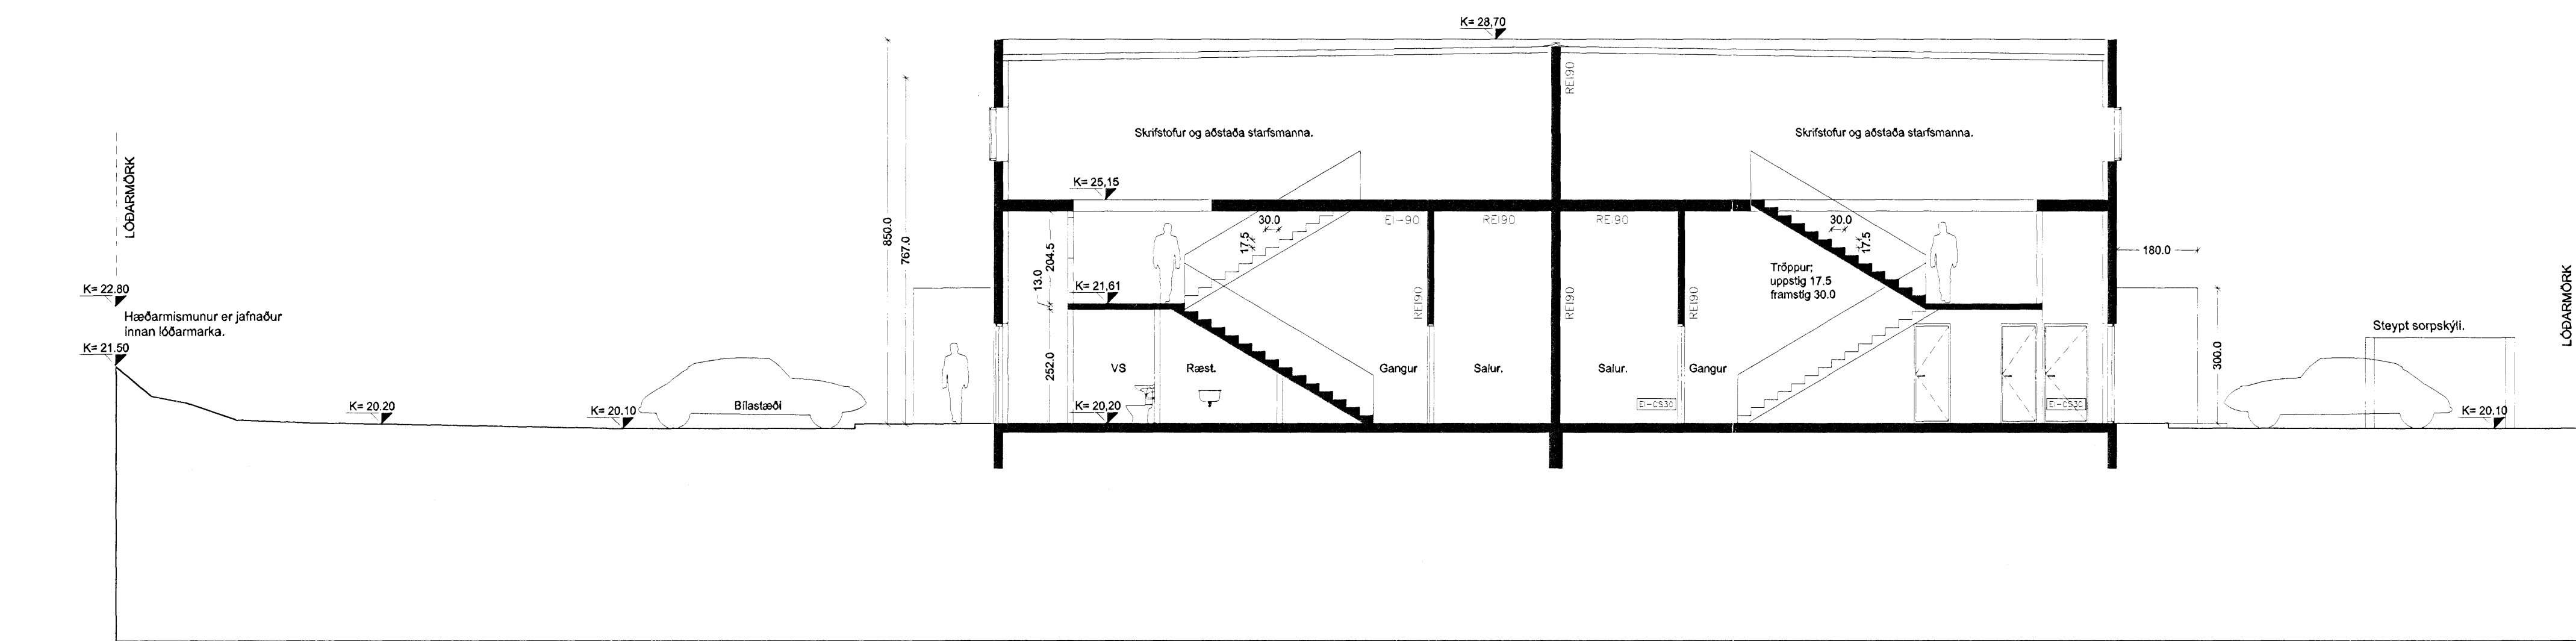 K= 28,70
REI90
Skrifstofur og aðstaða starfsmanna.
Skrifstofur og aðstaða starfsmanna.
LÓÐARMÖRK
850.0
767.0
K= 25,15
30.0
17.5
EI-90
REI90
REI90
30.0
17.5
180.0
204.5
13.0
K= 21,61
Tröppur;
uppstig 17.5
framstig 30.0
REI90
REI90
REI90
K= 22.80
Hæðarmismunur er jafnaður
innan lóðarmarka.
K= 21.50
LÓÐARMÖRK
Steypt sorpskýli.
300.0
252.0
VS
Ræst.
Gangur
Salur.
Salur.
Gangur
K= 20.20
K= 20.10
Bílastæði
K= 20,20
EI-CS30
EI-CS30
K= 20.10